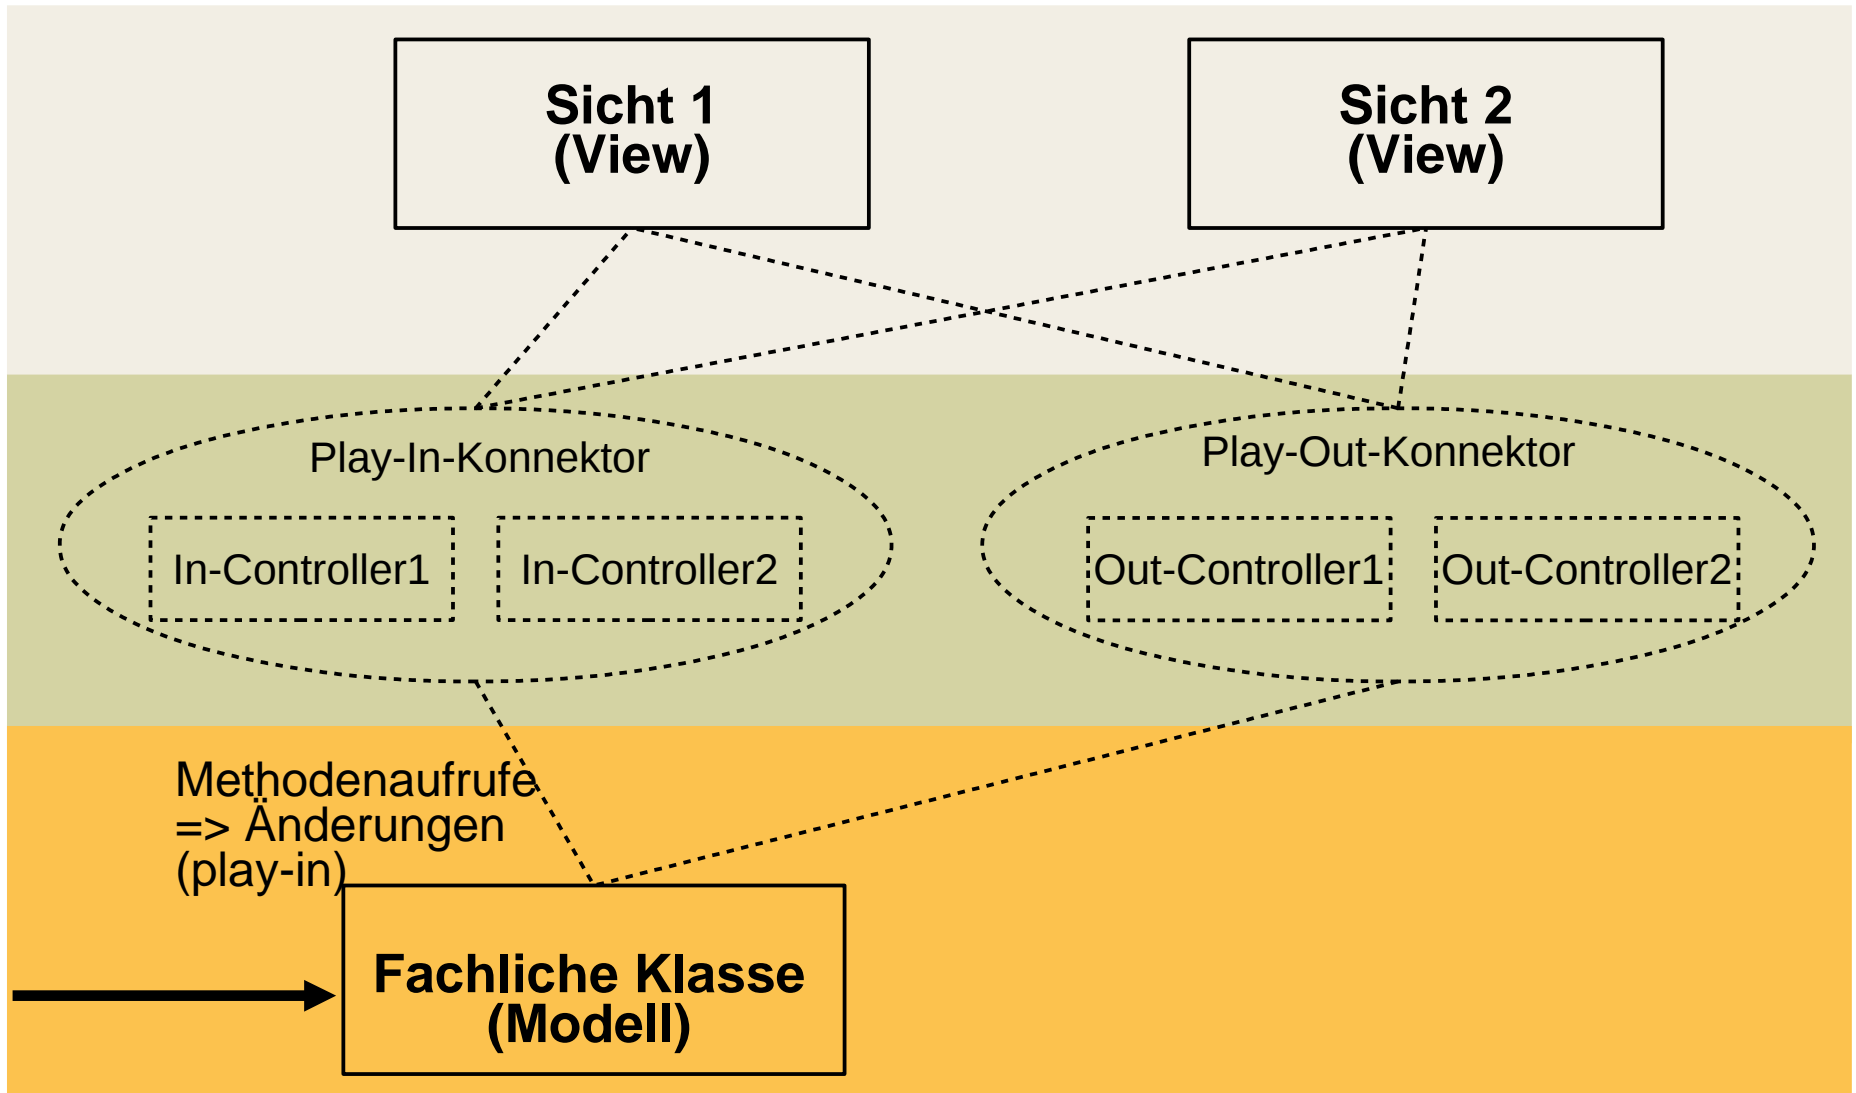 Sicht 1
(View)
Sicht 2
(View)
Play-In-Konnektor
In-Controller1
In-Controller2
Play-Out-Konnektor
Out-Controller1
Out-Controller2
Methodenaufrufe
=> Änderungen
(play-in)
Fachliche Klasse
(Modell)